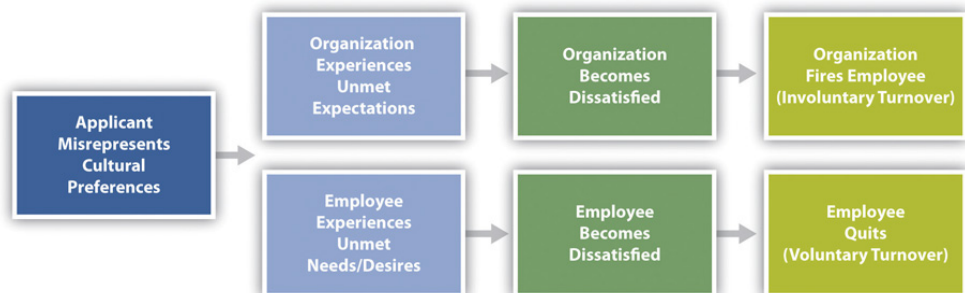 Applicant
Misrepresents
Cultural
Preferences
Organization
Experiences
Unmet
Expectations
Organization
Becomes
Dissatisfied
Organization
Fires Employee
(Involuntary Turnover)
Employee
Experiences
Unmet
Needs/Desires
Employee
Becomes
Dissatisfied
Employee
Quits
(Voluntary Turnover)